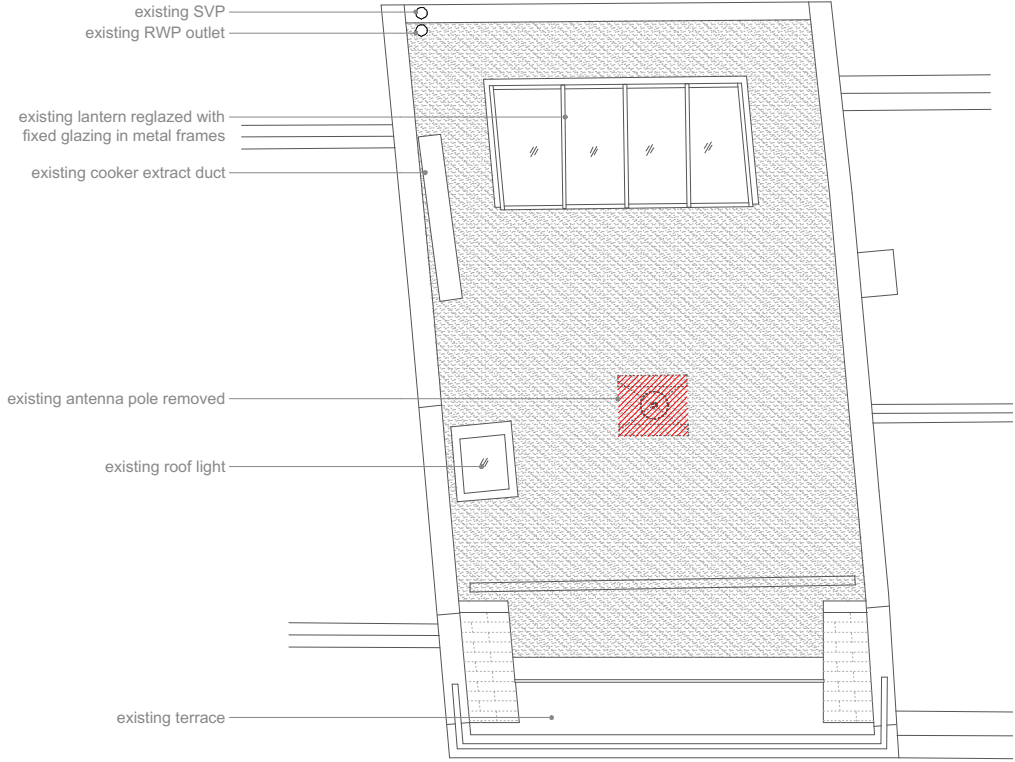 existing SVP
existing RWP outlet
existing lantern reglazed with
fixed glazing in metal frames
existing cooker extract duct
existing antenna pole removed
existing roof light
existing terrace